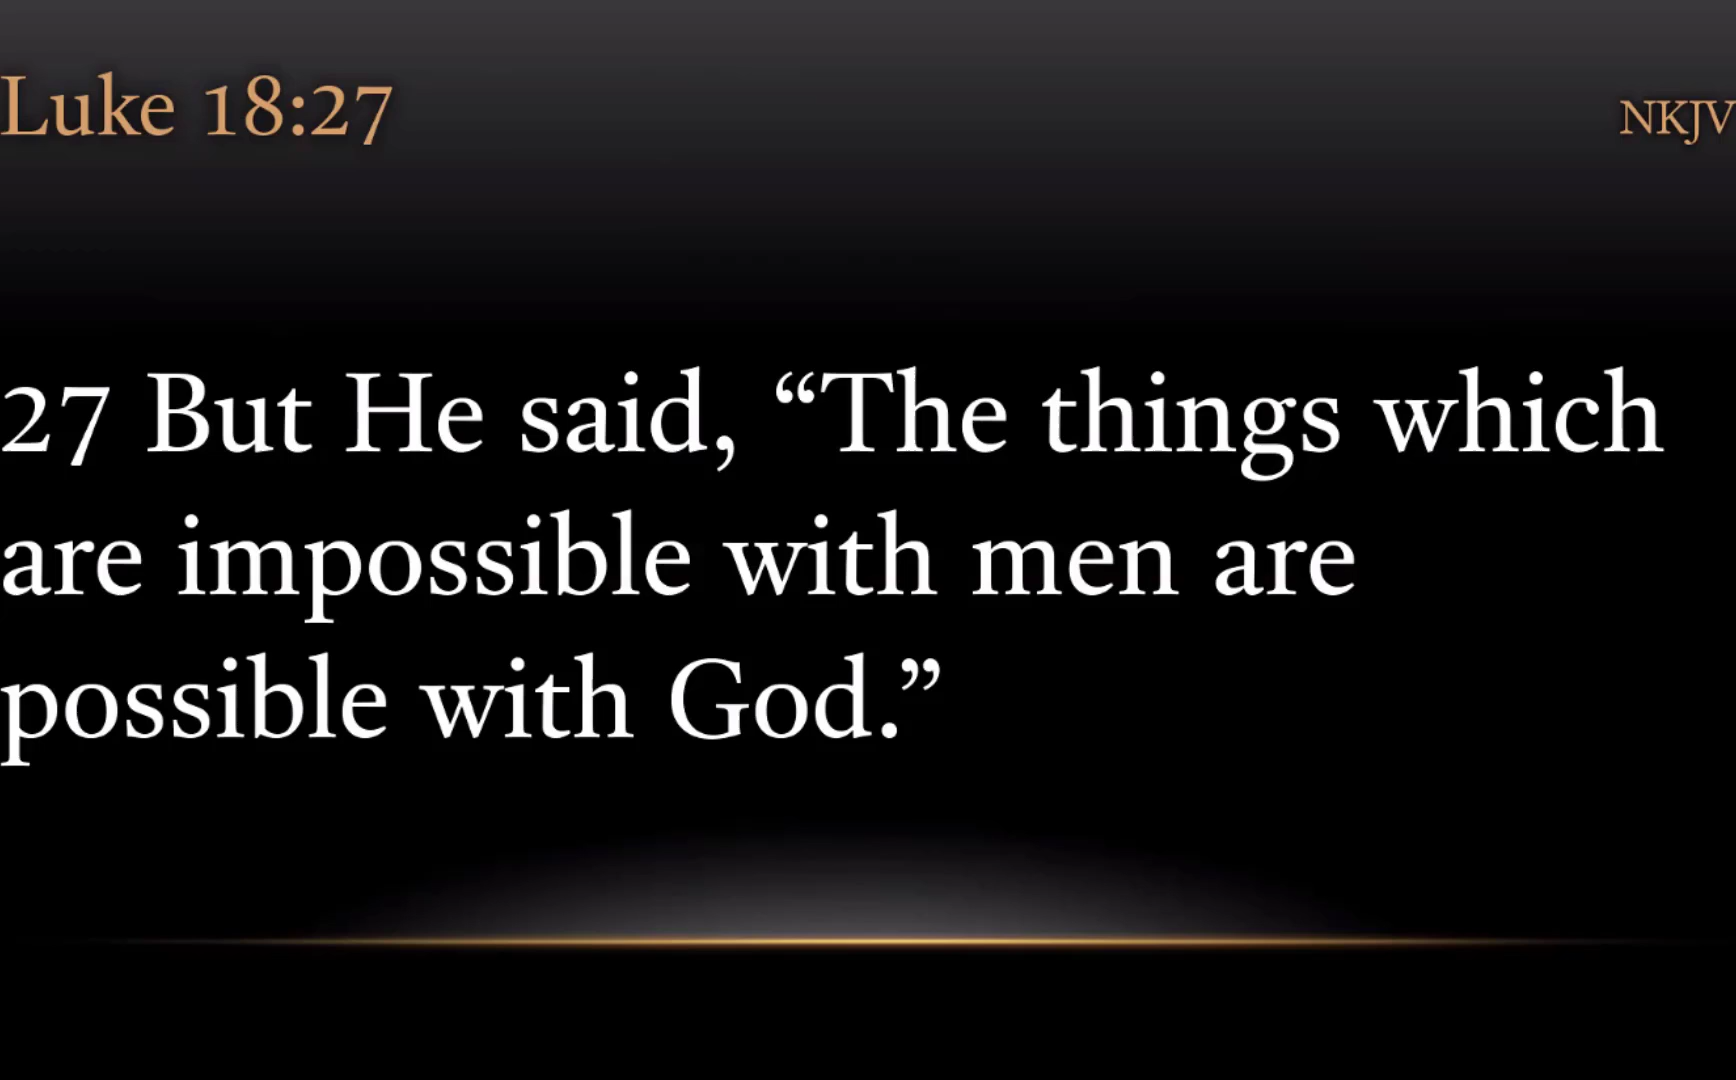 Luke 18:27
NKJV
27 But He said, “The things which
are impossible with men are
possible with God.”